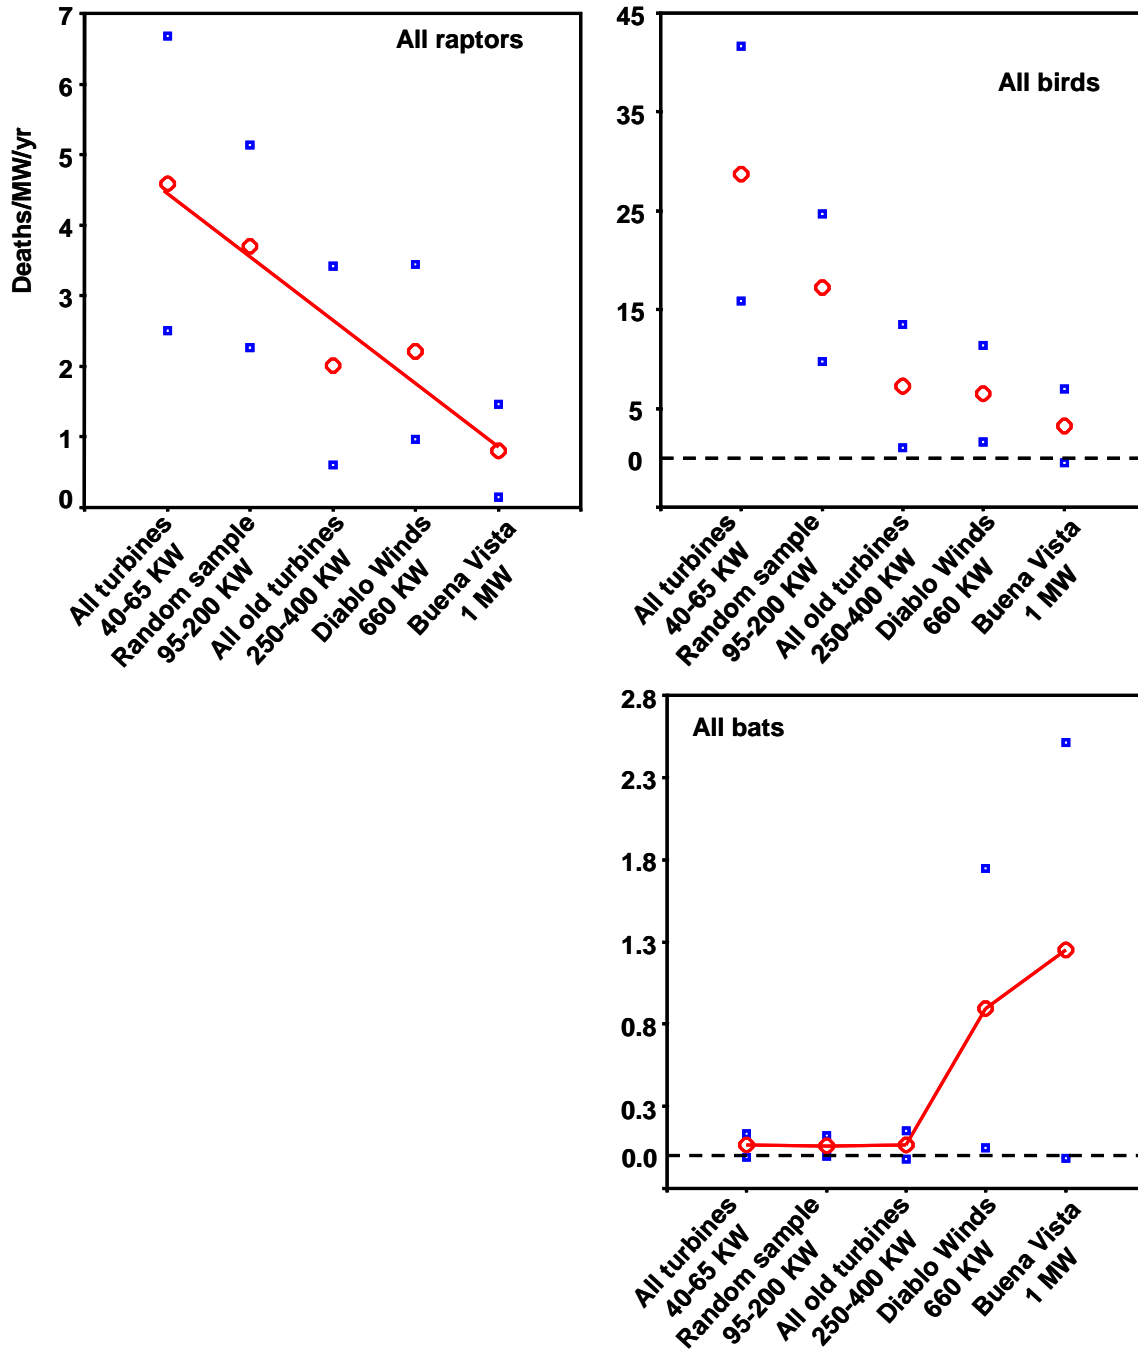 All raptors
Deaths/MW/yr
7
6
5
4
3
2
1
0
All turbines
40-65 KW
Random sample
95-200 KW
All old turbines
250-400 KW
Diablo Winds
660 KW
Buena Vista
1 MW
All birds
45
35
25
15
5
0
All turbines
40-65 KW
Random sample
95-200 KW
All old turbines
250-400 KW
Diablo Winds
660 KW
Buena Vista
1 MW
All bats
2.8
2.3
1.8
1.3
0.8
0.3
0.0
All turbines
40-65 KW
Random sample
95-200 KW
All old turbines
250-400 KW
Diablo Winds
660 KW
Buena Vista
1 MW